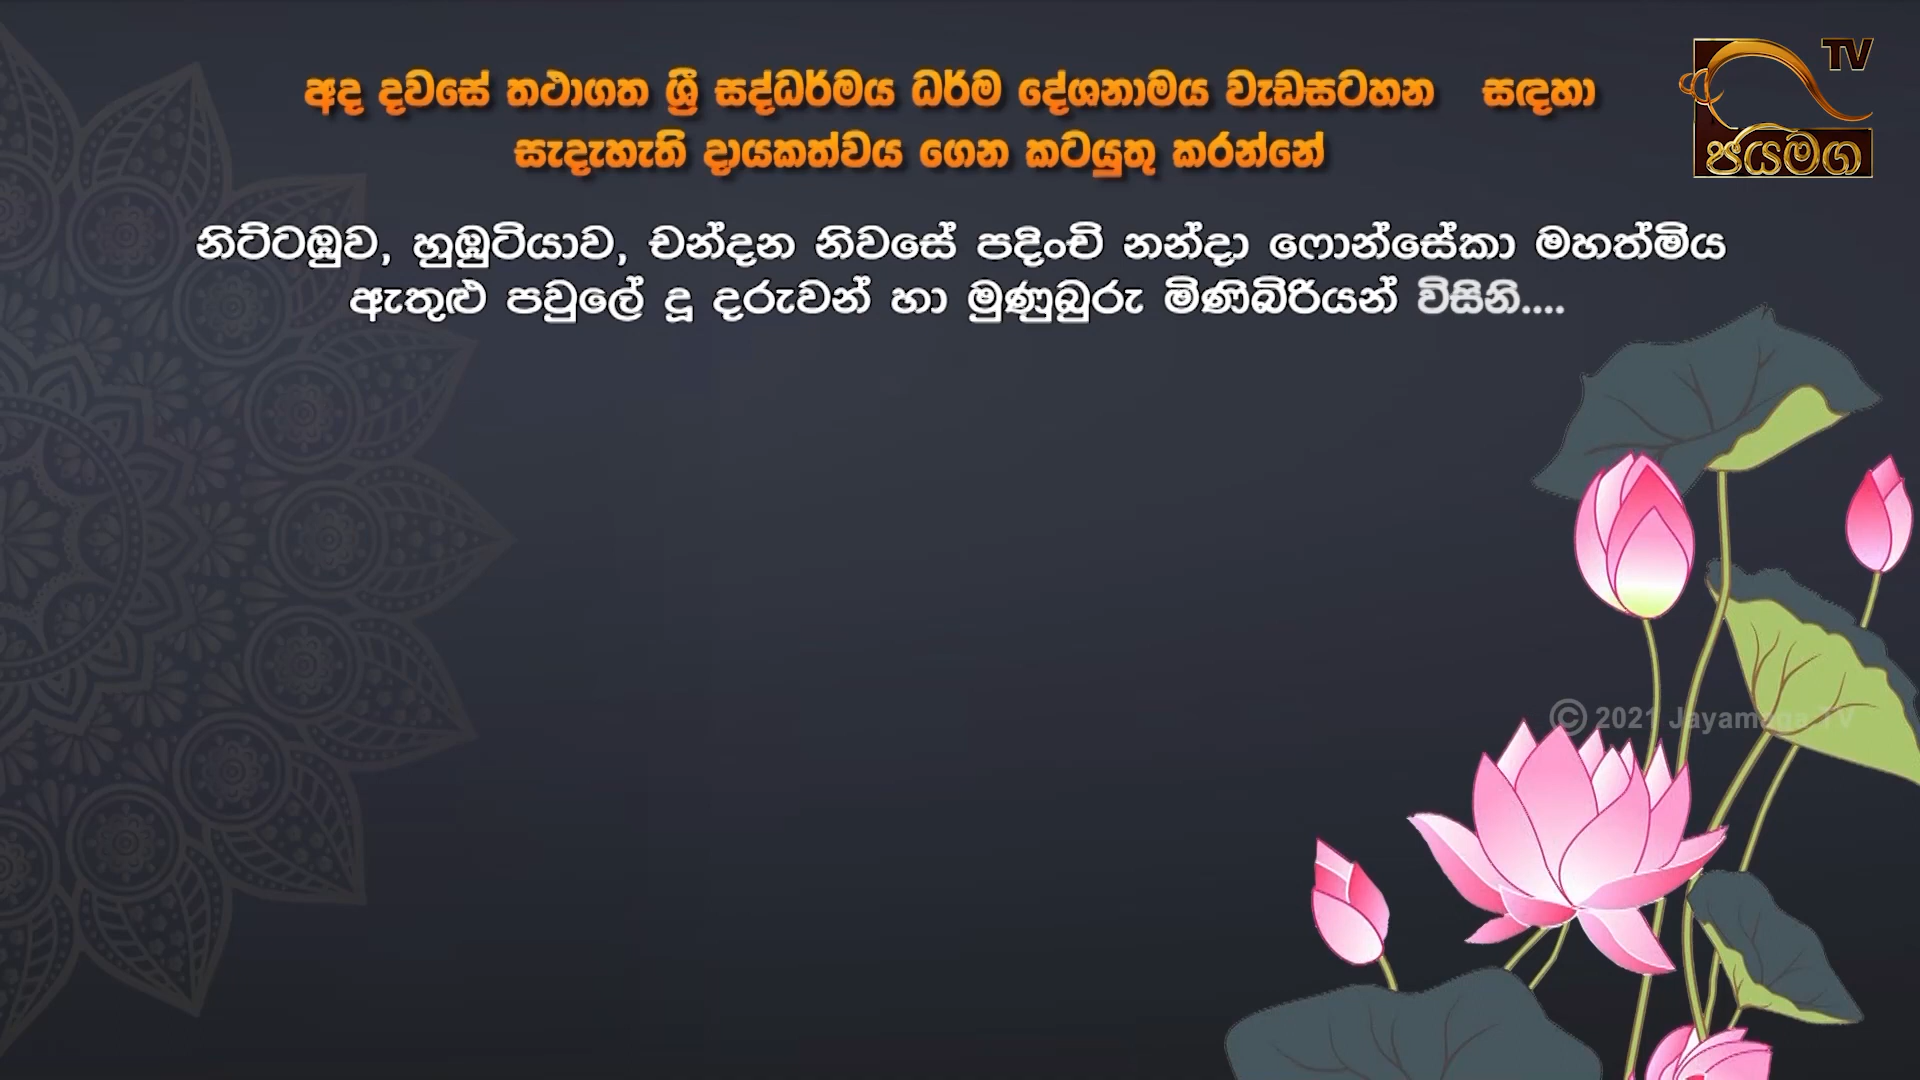 අද දවසේ තථාගත ශ්‍රී සද්ධර්මය ධර්ම දේශනාමය වැඩසටහන සඳහා
සැදැහැති දායකත්වය ගෙන කටයුතු කරන්නේ
නිට්ටඹුව, හුඹුටියාව, චන්දන නිවසේ පදිංචි නන්දා ෆොන්සේකා මහත්මිය
ඇතුළු පවුලේ දූ දරුවන් හා මුණුබුරු මිණිබිරියන් විසිනි....
TV
ජයමග
© 2021 Jayamaga TV